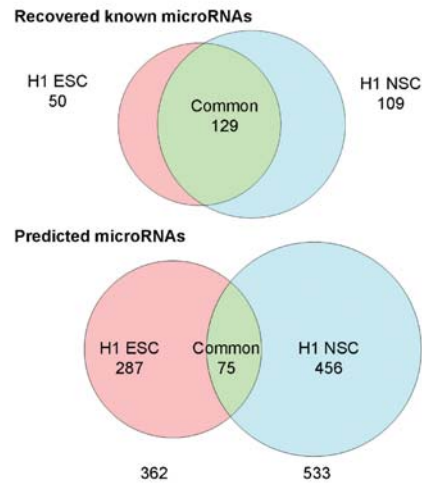 Recovered known microRNAs
H1 ESC
50
Common
129
H1 NSC
109
Predicted microRNAs
H1 ESC
287
Common
75
H1 NSC
456
362
533